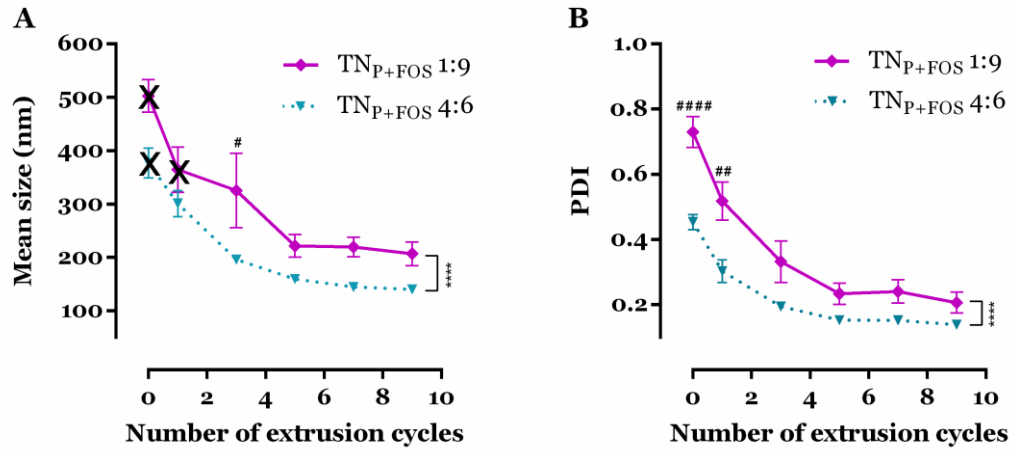 A
600
500
400
300
200
100
Mean size (nm)
TNP+FOS 1:9
TNP+FOS 4:6
X
X
X
#
****
0 2 4 6 8 10
Number of extrusion cycles
B
1.0
0.8
0.6
0.4
0.2
PDI
TNP+FOS 1:9
TNP+FOS 4:6
####
##
****
0 2 4 6 8 10
Number of extrusion cycles